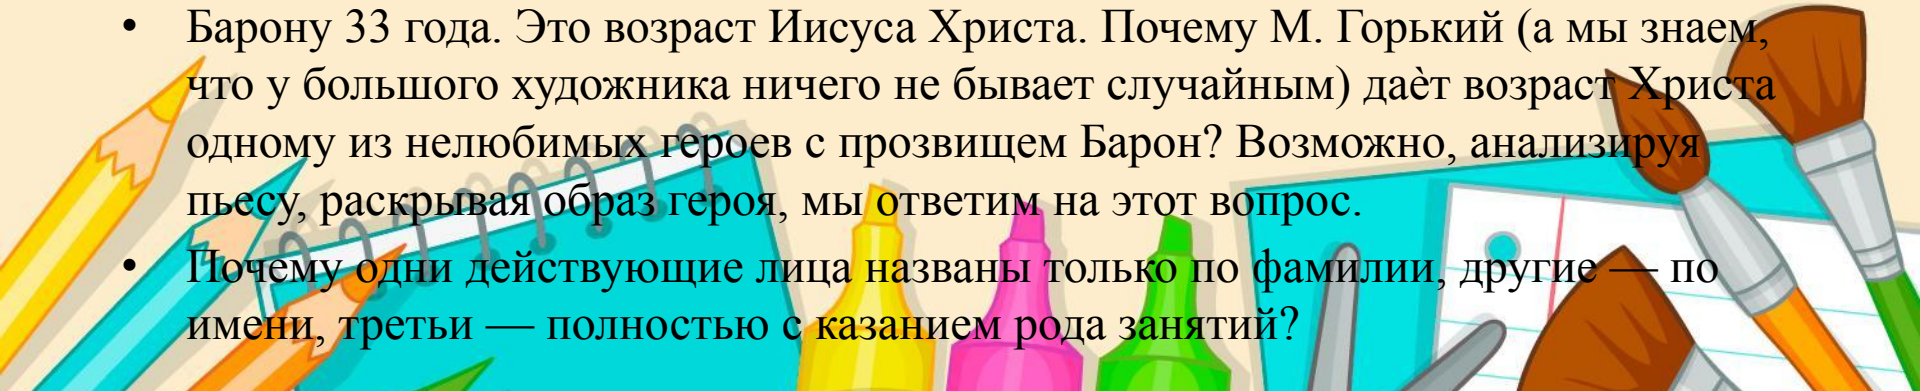 • Барону 33 года. Это возраст Иисуса Христа. Почему М. Горький (а мы знаем,
что у большого художника ничего не бывает случайным) даѐт возраст Христа
одному из нелюбимых героев с прозвищем Барон? Возможно, анализируя
пьесу, раскрывая образ героя, мы ответим на этот вопрос.
• Почему одни действующие лица названы только по фамилии, другие — по
имени, третьи — полностью с казанием рода занятий?